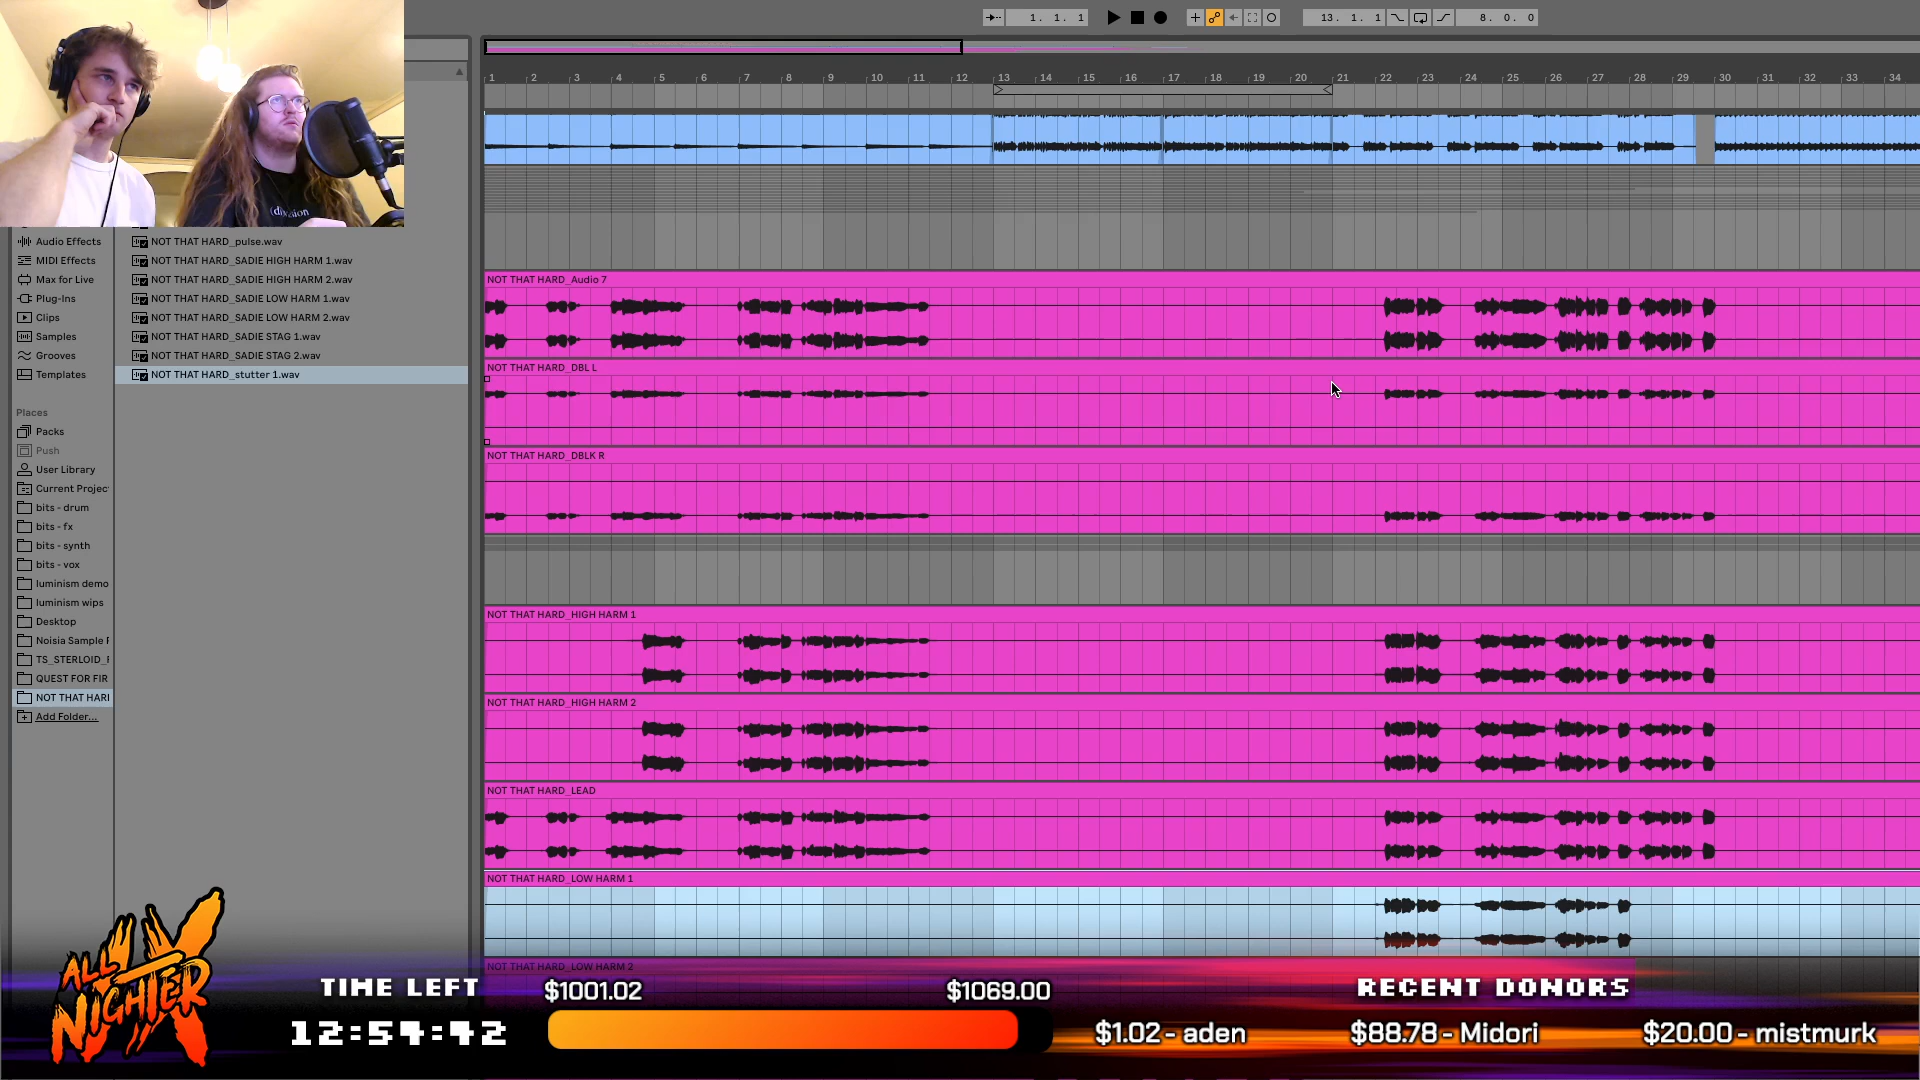 1. 1. 1
13. 1. 1
8. 0. 0
1 2 3 4 5 6 7 8 9 10 11 12 13 14 15 16 17 18 19 20 21 22 23 24 25 26 27 28 29 30 31 32 33 34
Audio Effects
MIDI Effects
Max for Live
Plug-Ins
Clips
Samples
Grooves
Templates
Places
Packs
Push
User Library
Current Projec
bits - drum
bits - fx
bits - synth
bits - vox
luminism demo
luminism wips
Desktop
Noisia Sample F
TS_STERLOID_F
QUEST FOR FIR
NOT THAT HARI
Add Folder...
NOT THAT HARD_pulse.wav
NOT THAT HARD_SADIE HIGH HARM 1.wav
NOT THAT HARD_SADIE HIGH HARM 2.wav
NOT THAT HARD_SADIE LOW HARM 1.wav
NOT THAT HARD_SADIE LOW HARM 2.wav
NOT THAT HARD_SADIE STAG 1.wav
NOT THAT HARD_SADIE STAG 2.wav
NOT THAT HARD_stutter 1.wav
NOT THAT HARD_Audio 7
NOT THAT HARD_DBL L
NOT THAT HARD_DBLK R
NOT THAT HARD_HIGH HARM 1
NOT THAT HARD_HIGH HARM 2
NOT THAT HARD_LEAD
NOT THAT HARD_LOW HARM 1
NOT THAT HARD_LOW HARM 2
ALL
NIGHTER
TIME LEFT
12:54:42
$1001.02
$1069.00
RECENT DONORS
$1.02 - aden
$88.78 - Midori
$20.00 - mistmurk